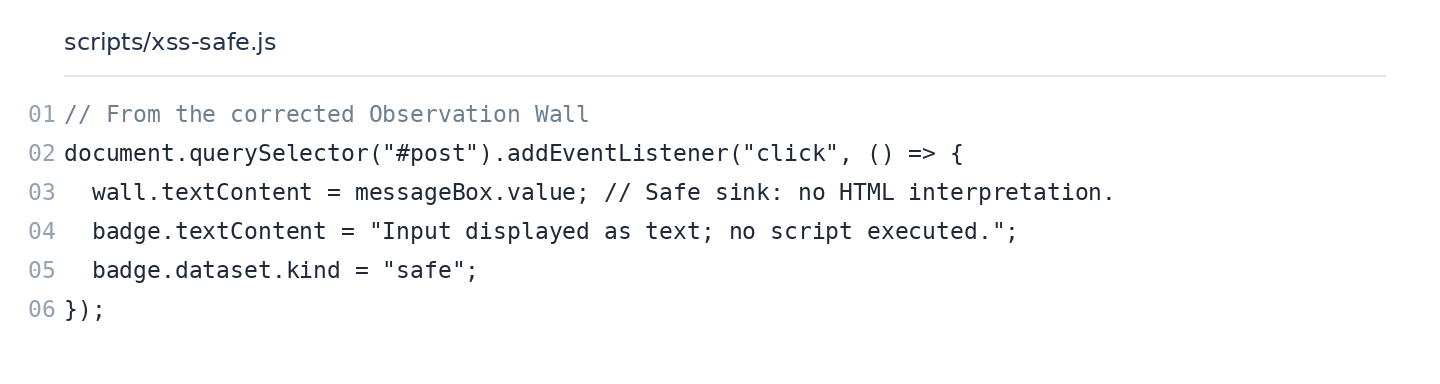 scripts/xss-safe.js
01 // From the corrected Observation Wall
02 document.querySelector("#post").addEventListener("click", () => {
03   wall.textContent = messageBox.value; // Safe sink: no HTML interpretation.
04   badge.textContent = "Input displayed as text; no script executed.";
05   badge.dataset.kind = "safe";
06 });